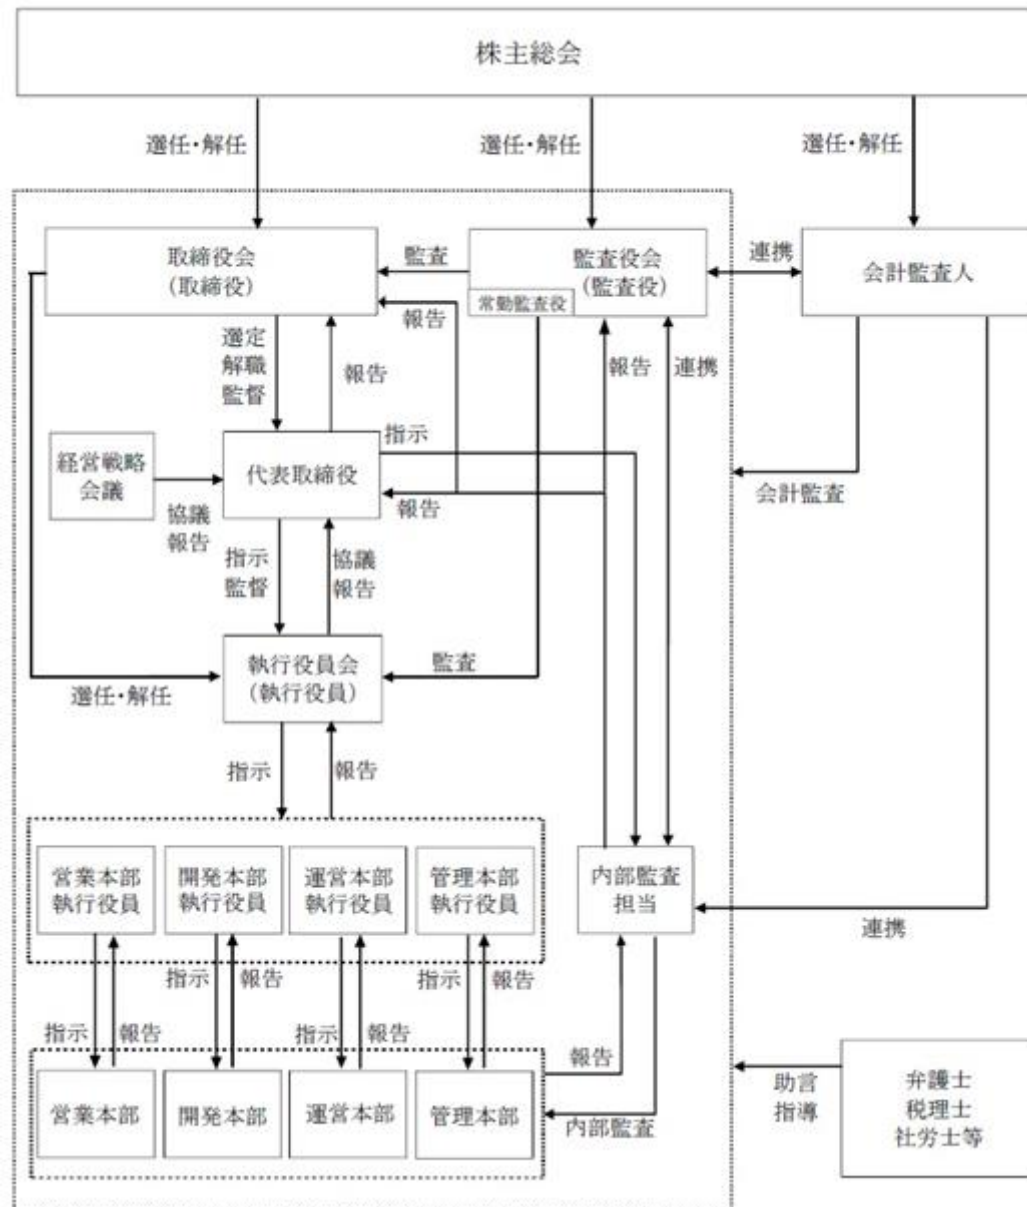 株主総会
選任・解任
選任・解任
選任・解任
取締役会
(取締役)
監査
監査役会
(監査役)
常勤監査役
連携
会計監査人
報告
選定
解職
監督
報告
報告
連携
指示
経営戦略
会議
代表取締役
報告
会計監査
協議
報告
指示
監督
協議
報告
執行役員会
(執行役員)
監査
選任・解任
指示
報告
営業本部
執行役員
開発本部
執行役員
運営本部
執行役員
管理本部
執行役員
内部監査
担当
連携
指示
報告
指示
報告
指示
報告
指示
報告
報告
営業本部
開発本部
運営本部
管理本部
内部監査
助言
指導
弁護士
税理士
社労士等